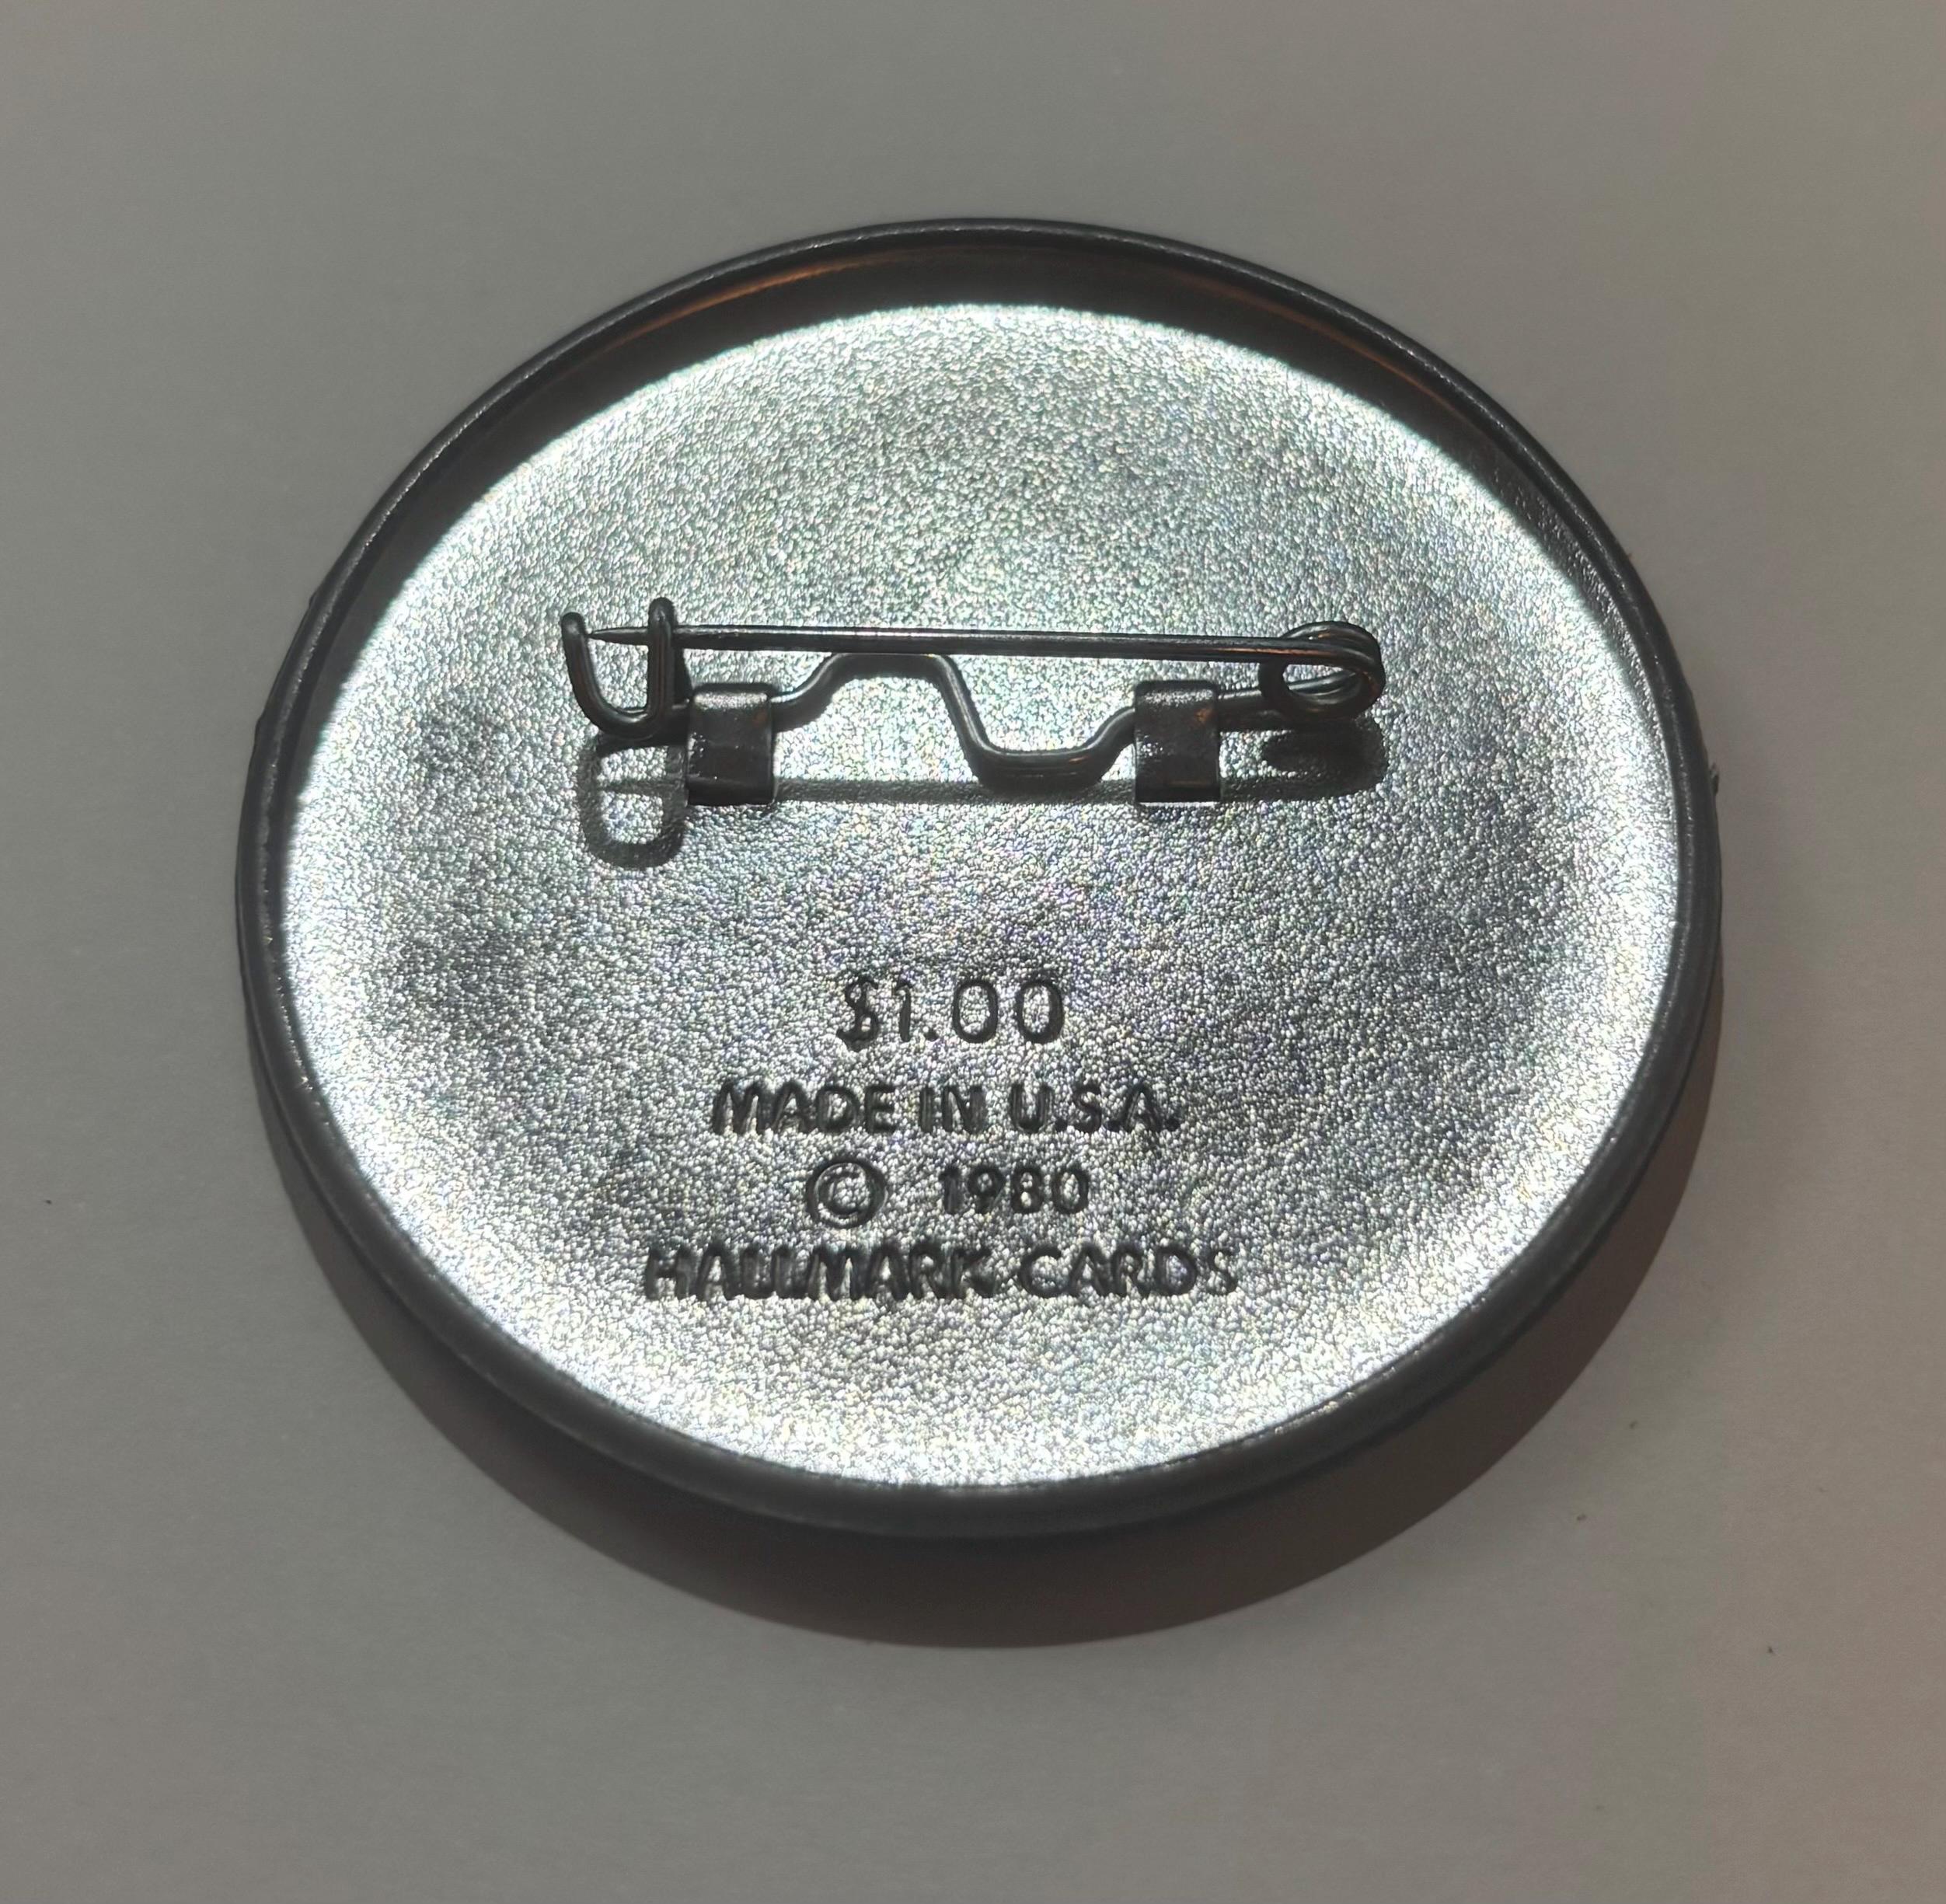 $1.00
MADE IN U.S.A.
© 1980
HALLMARK CARDS